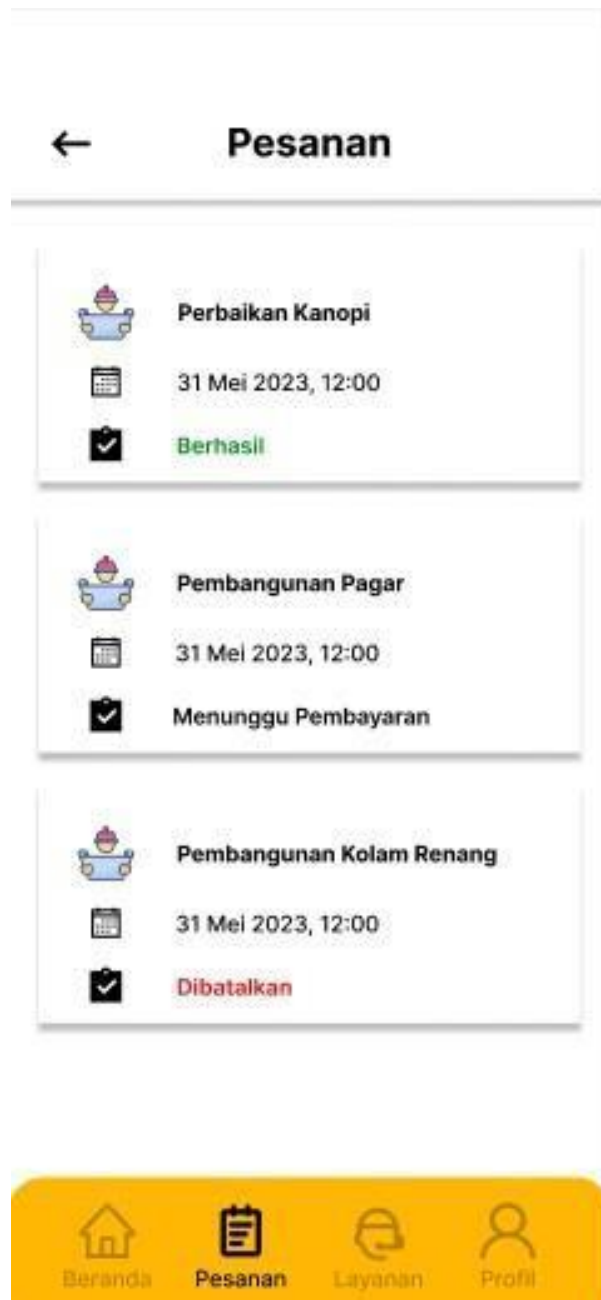 Pesanan
Perbaikan Kanopi
31 Mei 2023, 12:00
Berhasil
Pembangunan Pagar
31 Mei 2023, 12:00
Menunggu Pembayaran
Pembangunan Kolam Renang
31 Mei 2023, 12:00
Dibatalkan
Beranda Pesanan Layanan Profil